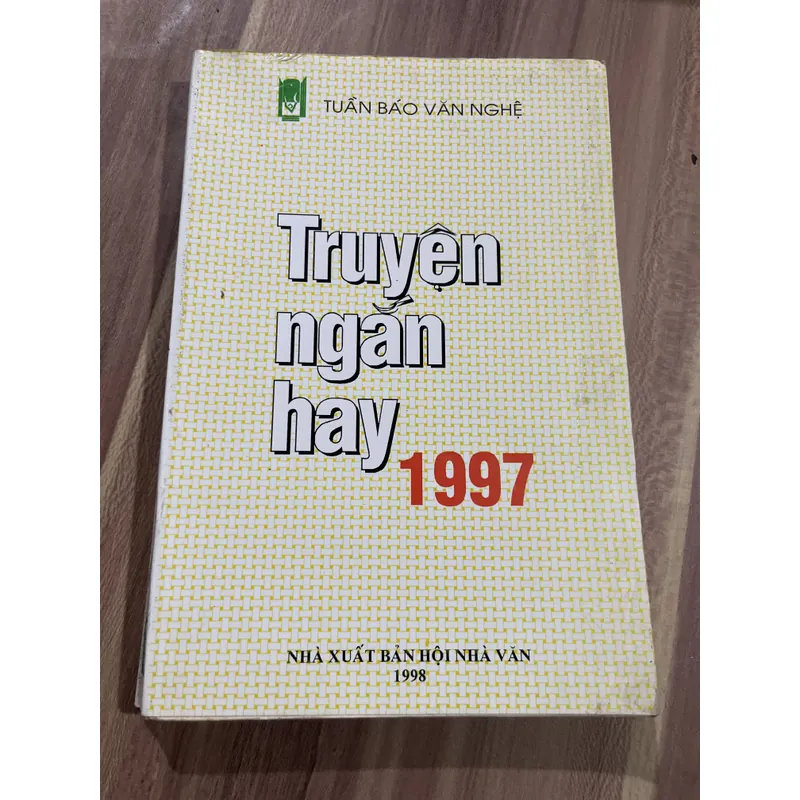 TUẦN BÁO VĂN NGHỆ
Truyện
ngắn
hay
1997
NHÀ XUẤT BẢN HỘI NHÀ VĂN
1998